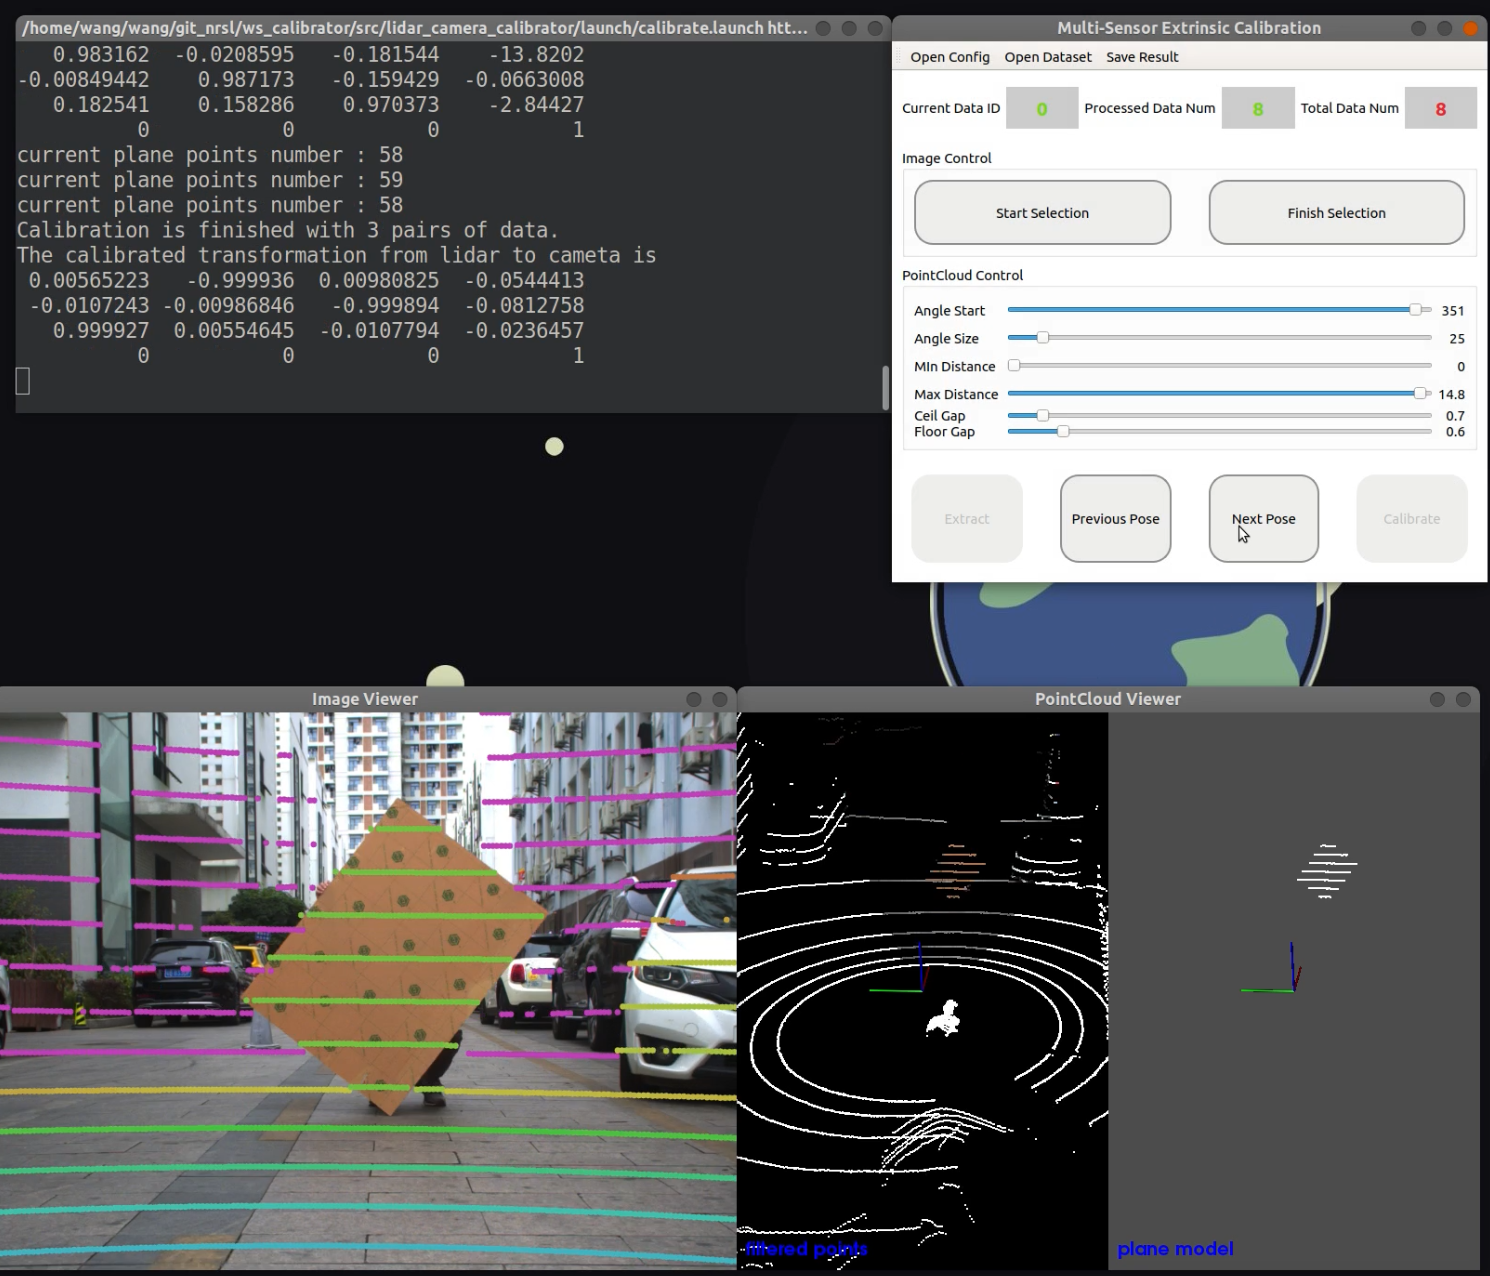 /home/wang/wang/git_nrsl/ws_calibrator/src/lidar_camera_calibrator/launch/calibrate.launch htt...
0.983162 -0.0208595 -0.181544 -13.8202
-0.00849442 0.987173 -0.159429 -0.0663008
0.182541 0.158286 0.970373 -2.84427
0 0 0 1
current plane points number : 58
current plane points number : 59
current plane points number : 58
Calibration is finished with 3 pairs of data.
The calibrated transformation from lidar to cameta is
0.00565223 -0.999936 0.00980825 -0.0544413
-0.0107243 -0.00986846 -0.999894 -0.0812758
0.999927 0.00554645 -0.0107794 -0.0236457
0 0 0 1
Multi-Sensor Extrinsic Calibration
Open Config Open Dataset Save Result
Current Data ID 0 Processed Data Num 8 Total Data Num 8
Image Control
Start Selection Finish Selection
PointCloud Control
Angle Start 351
Angle Size 25
MIn Distance 0
Max Distance 14.8
Ceil Gap 0.7
Floor Gap 0.6
Extract Previous Pose Next Pose Calibrate
Image Viewer
PointCloud Viewer
filtered points
plane model